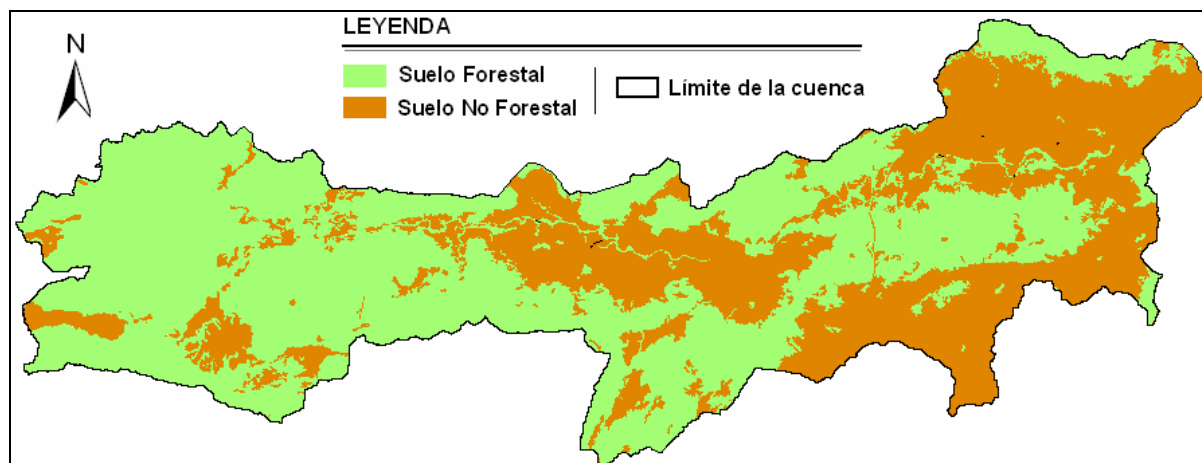 LEYENDA
N
Suelo Forestal
Suelo No Forestal
Límite de la cuenca